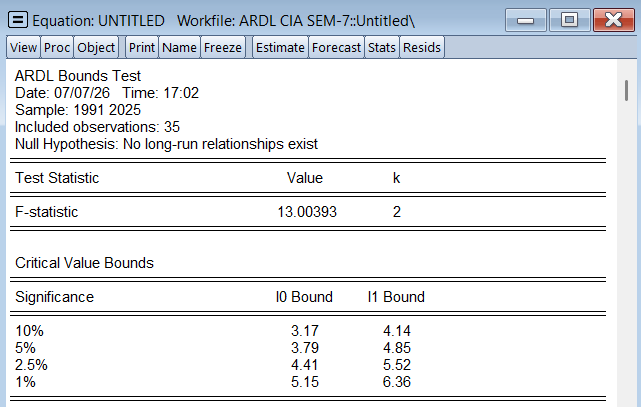 Equation: UNTITLED Workfile: ARDL CIA SEM-7::Untitled\
View Proc Object Print Name Freeze Estimate Forecast Stats Resids
ARDL Bounds Test
Date: 07/07/26 Time: 17:02
Sample: 1991 2025
Included observations: 35
Null Hypothesis: No long-run relationships exist
Test Statistic Value k
F-statistic 13.00393 2
Critical Value Bounds
Significance I0 Bound I1 Bound
10% 3.17 4.14
5% 3.79 4.85
2.5% 4.41 5.52
1% 5.15 6.36